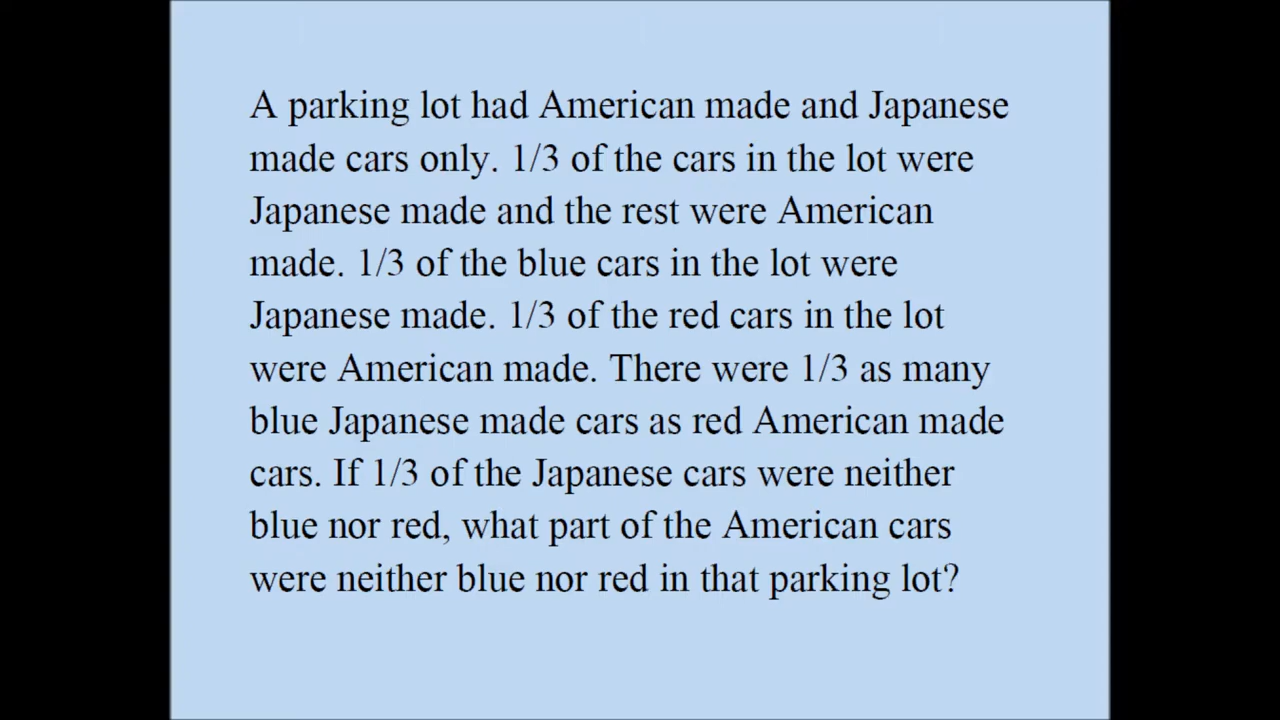 A parking lot had American made and Japanese
made cars only. 1/3 of the cars in the lot were
Japanese made and the rest were American
made. 1/3 of the blue cars in the lot were
Japanese made. 1/3 of the red cars in the lot
were American made. There were 1/3 as many
blue Japanese made cars as red American made
cars. If 1/3 of the Japanese cars were neither
blue nor red, what part of the American cars
were neither blue nor red in that parking lot?